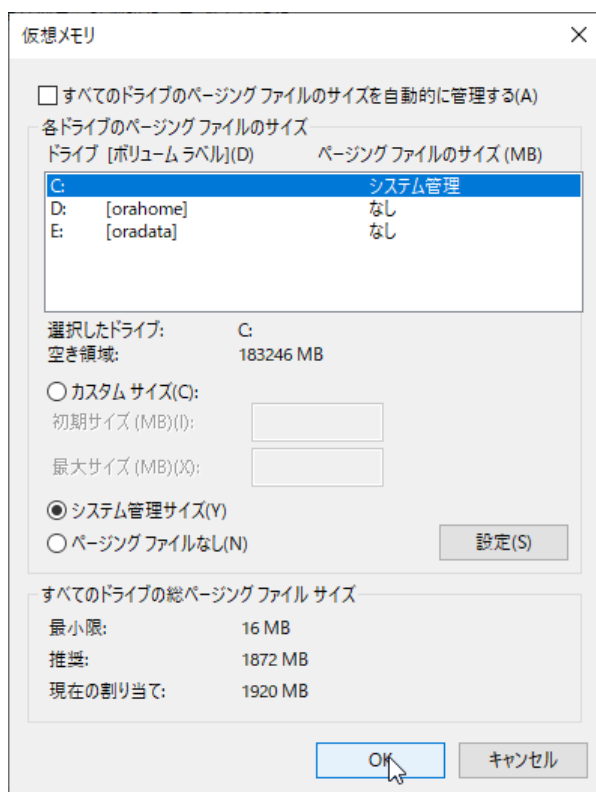 仮想メモリ
すべてのドライブのページング ファイルのサイズを自動的に管理する(A)
各ドライブのページング ファイルのサイズ
ドライブ [ボリューム ラベル](D) ページング ファイルのサイズ (MB)
C: システム管理
D: [orahome] なし
E: [oradata] なし
選択したドライブ: C:
空き領域: 183246 MB
カスタム サイズ(C):
初期サイズ (MB)(I):
最大サイズ (MB)(X):
システム管理サイズ(Y)
ページング ファイルなし(N) 設定(S)
すべてのドライブの総ページング ファイル サイズ
最小限: 16 MB
推奨: 1872 MB
現在の割り当て: 1920 MB
OK キャンセル